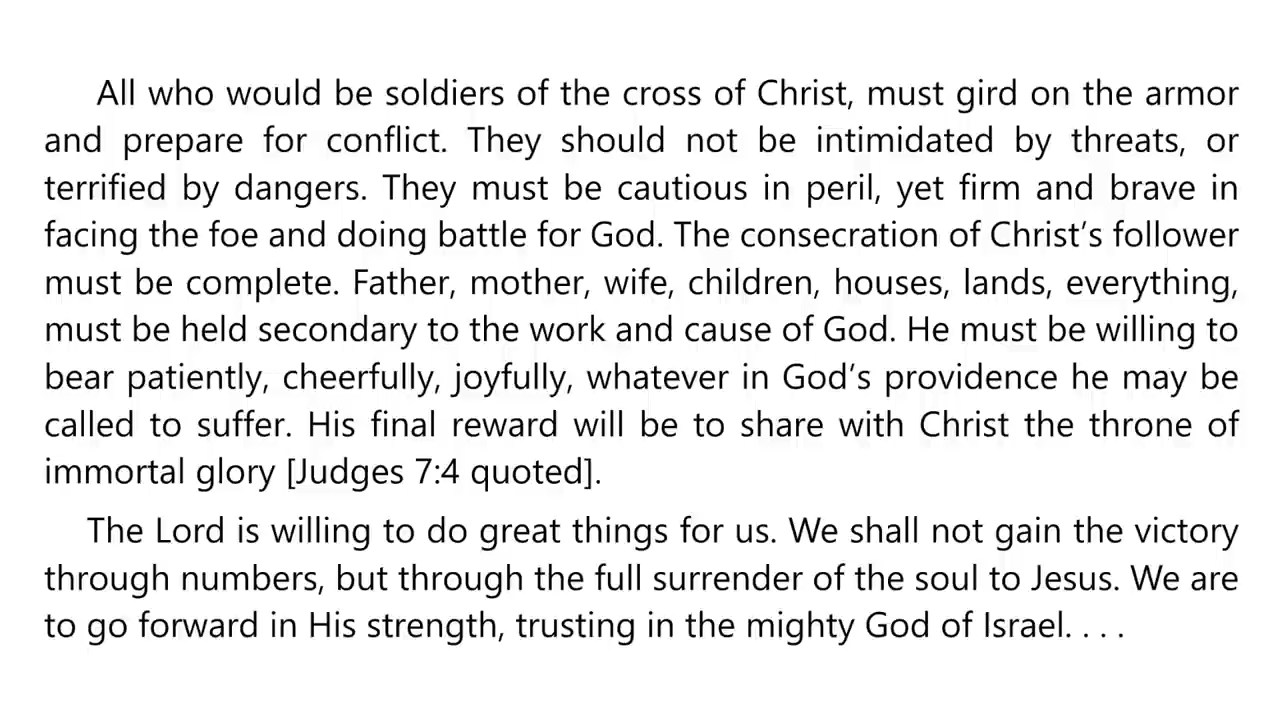 All who would be soldiers of the cross of Christ, must gird on the armor
and prepare for conflict. They should not be intimidated by threats, or
terrified by dangers. They must be cautious in peril, yet firm and brave in
facing the foe and doing battle for God. The consecration of Christ’s follower
must be complete. Father, mother, wife, children, houses, lands, everything,
must be held secondary to the work and cause of God. He must be willing to
bear patiently, cheerfully, joyfully, whatever in God’s providence he may be
called to suffer. His final reward will be to share with Christ the throne of
immortal glory [Judges 7:4 quoted].
The Lord is willing to do great things for us. We shall not gain the victory
through numbers, but through the full surrender of the soul to Jesus. We are
to go forward in His strength, trusting in the mighty God of Israel. . . .